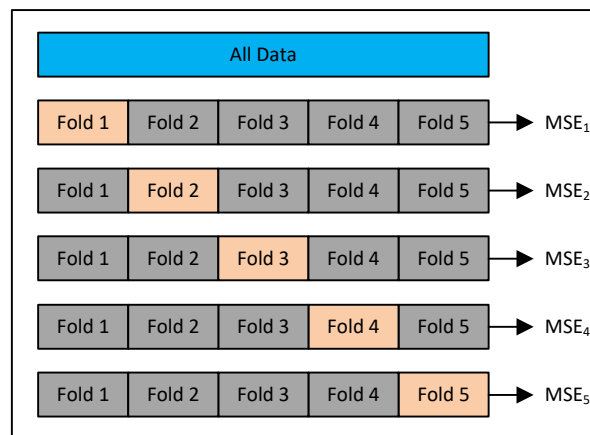 All Data
Fold 1 Fold 2 Fold 3 Fold 4 Fold 5 MSE₁
Fold 1 Fold 2 Fold 3 Fold 4 Fold 5 MSE₂
Fold 1 Fold 2 Fold 3 Fold 4 Fold 5 MSE₃
Fold 1 Fold 2 Fold 3 Fold 4 Fold 5 MSE₄
Fold 1 Fold 2 Fold 3 Fold 4 Fold 5 MSE₅